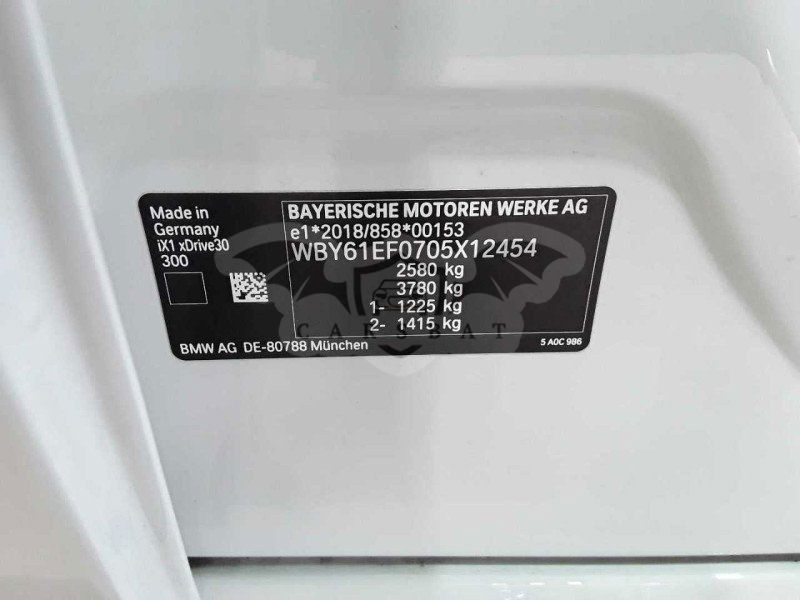 Made in
Germany
iX1 xDrive30
300
BAYERISCHE MOTOREN WERKE AG
e1*2018/858*00153
WBY61EF0705X12454
2580 kg
3780 kg
1- 1225 kg
2- 1415 kg
BMW AG DE-80788 München
5 A0C 986
CARSBAT